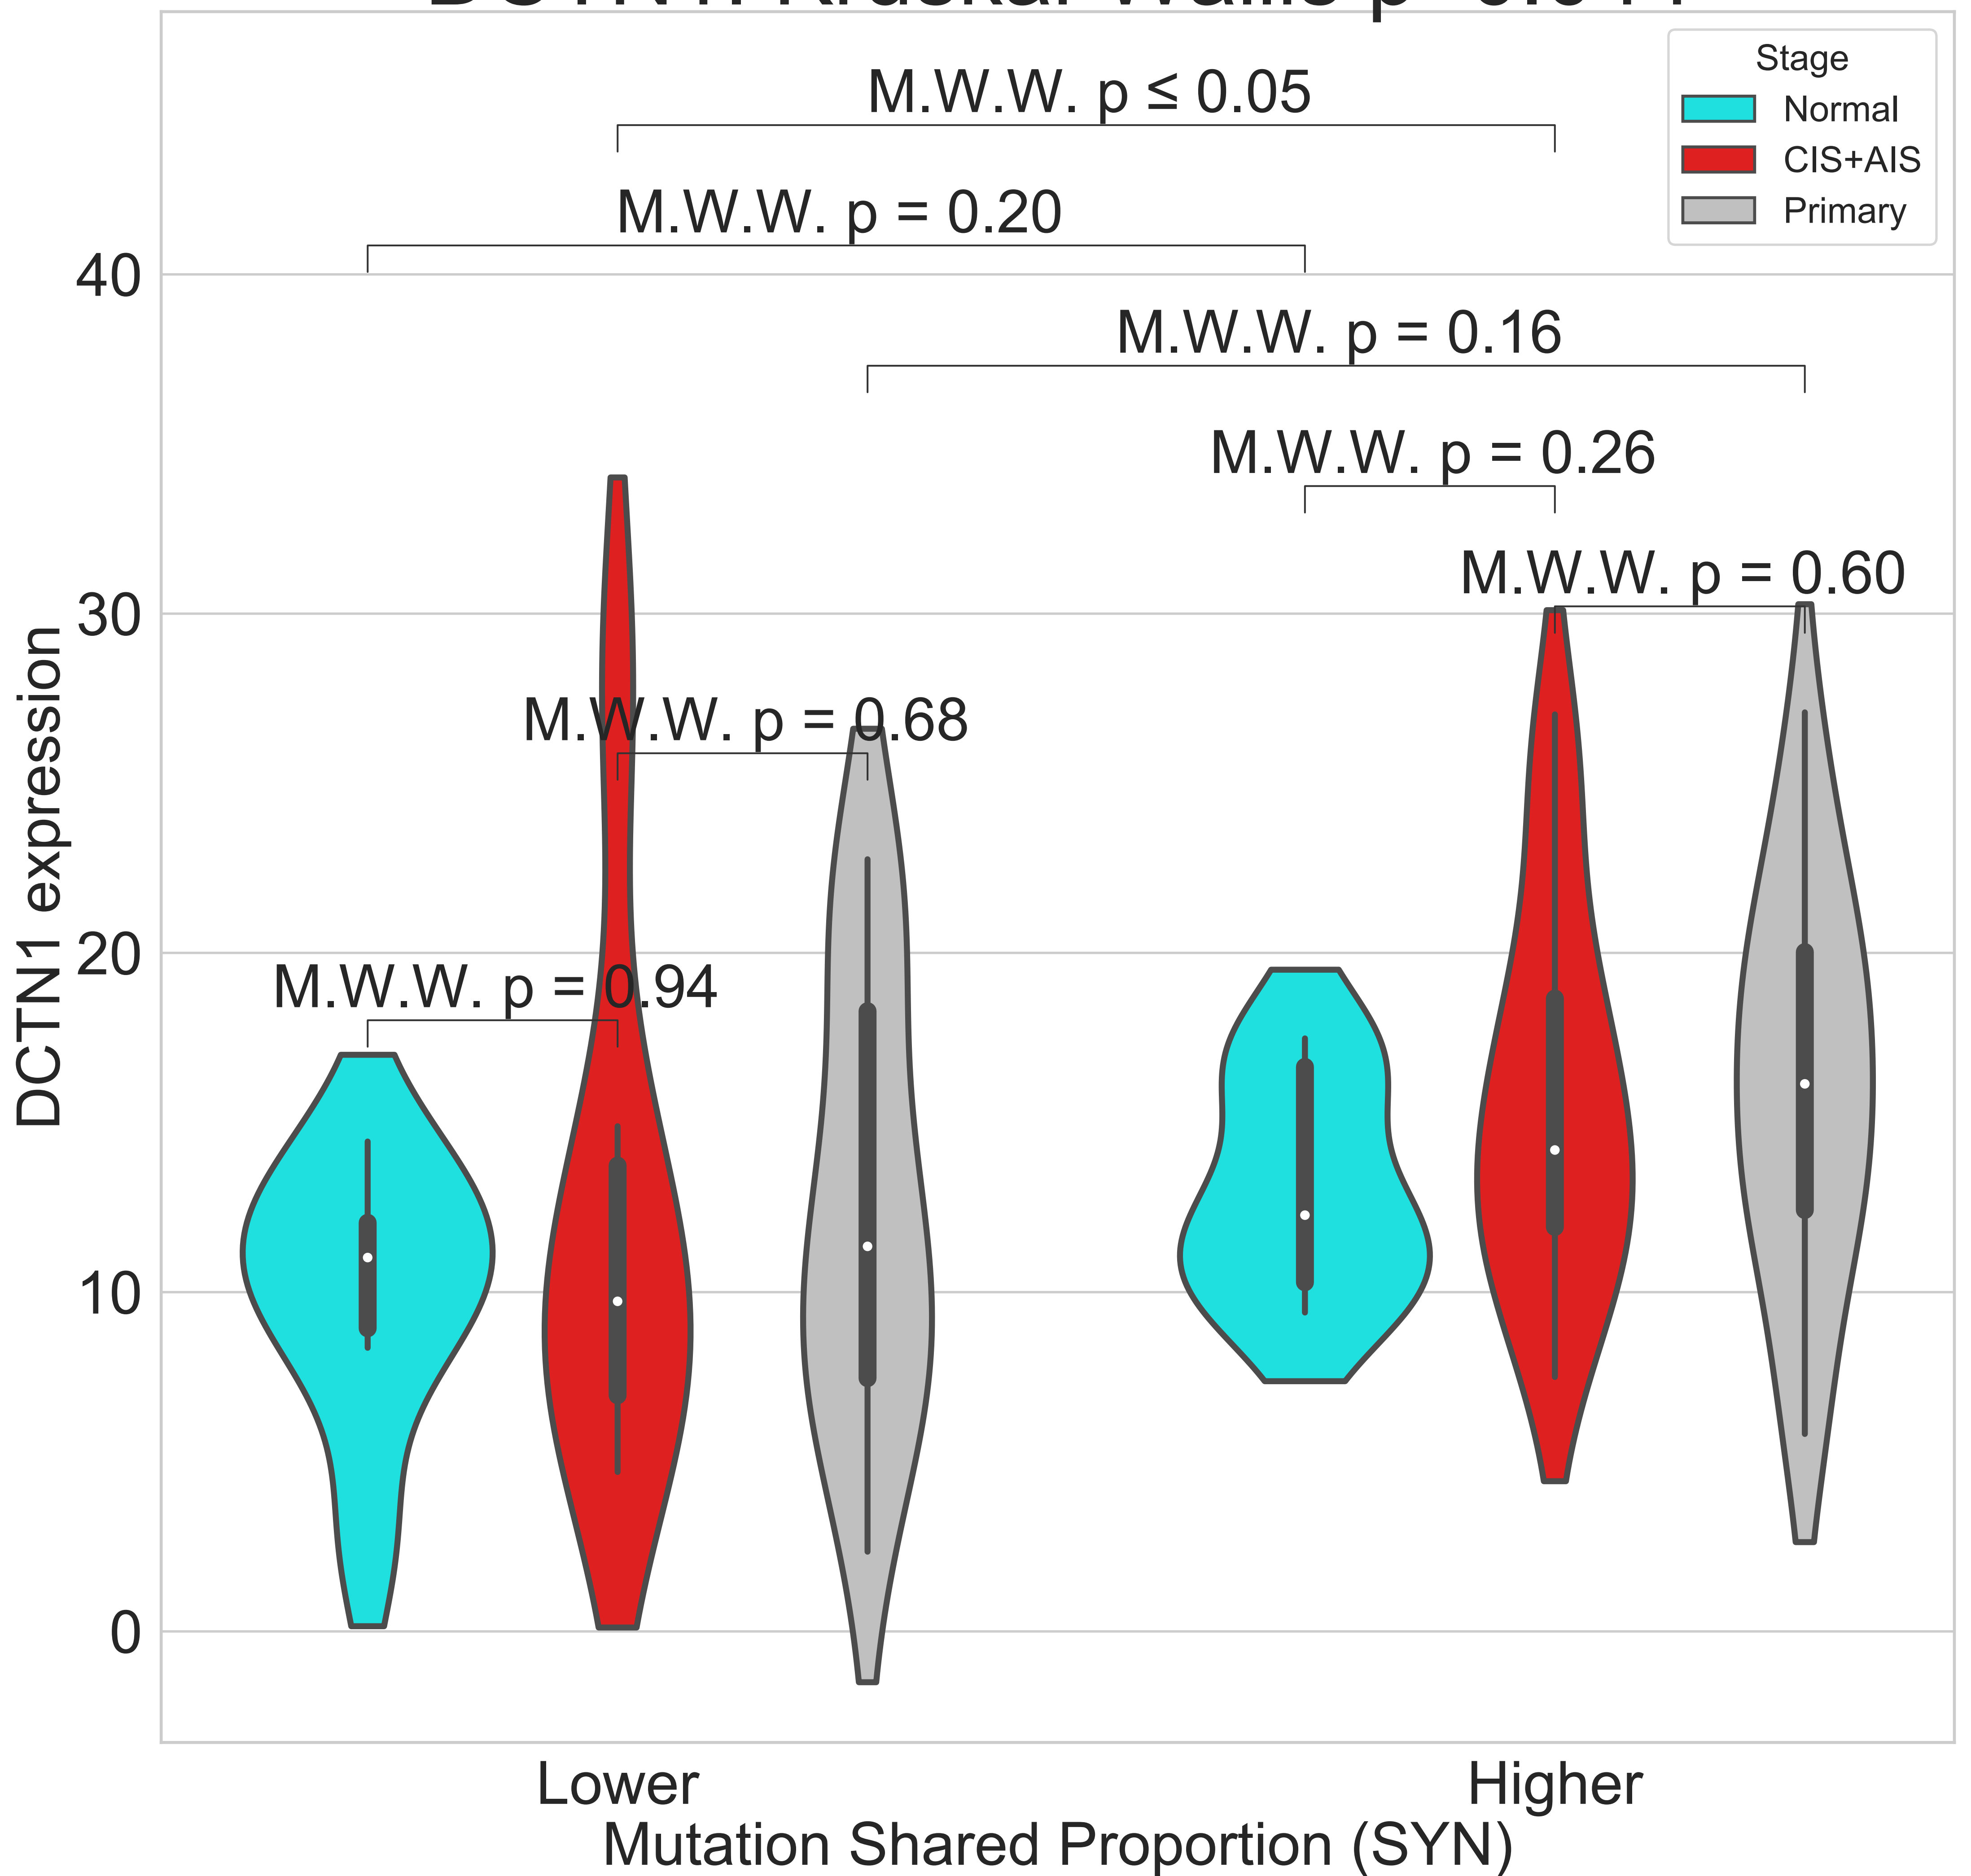 Stage
Normal
CIS+AIS
Primary
M.W.W. p ≤ 0.05
M.W.W. p = 0.20
M.W.W. p = 0.16
M.W.W. p = 0.26
M.W.W. p = 0.60
M.W.W. p = 0.68
M.W.W. p = 0.94
40
30
20
10
0
DCTN1 expression
Lower
Higher
Mutation Shared Proportion (SYN)